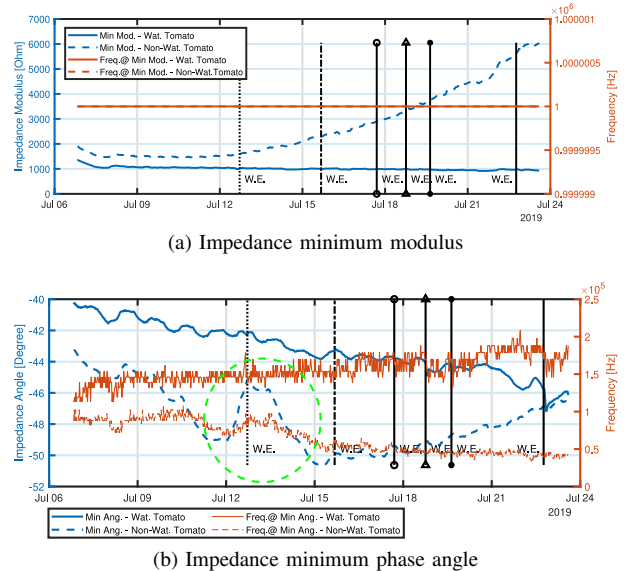 ×10⁶
7000
6000
5000
4000
3000
2000
1000
0
Impedance Modulus [Ohm]
Min Mod. - Wat. Tomato
Min Mod. - Non-Wat. Tomato
Freq.@ Min Mod. - Wat. Tomato
Freq.@ Min Mod. - Non-Wat.Tomato
W.E. W.E. W.E. W.E. W.E. W.E.
1.000001
1.0000005
1
0.9999995
0.999999
Frequency [Hz]
Jul 06 Jul 09 Jul 12 Jul 15 Jul 18 Jul 21 Jul 24
2019
(a) Impedance minimum modulus
×10⁵
-40
-42
-44
-46
-48
-50
-52
Impedance Angle [Degree]
W.E. W.E. W.E. W.E. W.E. W.E.
2.5
2
1.5
1
0.5
0
Frequency [Hz]
Jul 06 Jul 09 Jul 12 Jul 15 Jul 18 Jul 21 Jul 24
2019
Min Ang. - Wat. Tomato Freq.@ Min Ang. - Wat. Tomato
Min Ang. - Non-Wat. Tomato Freq.@ Min Ang. - Non-Wat. Tomato
(b) Impedance minimum phase angle